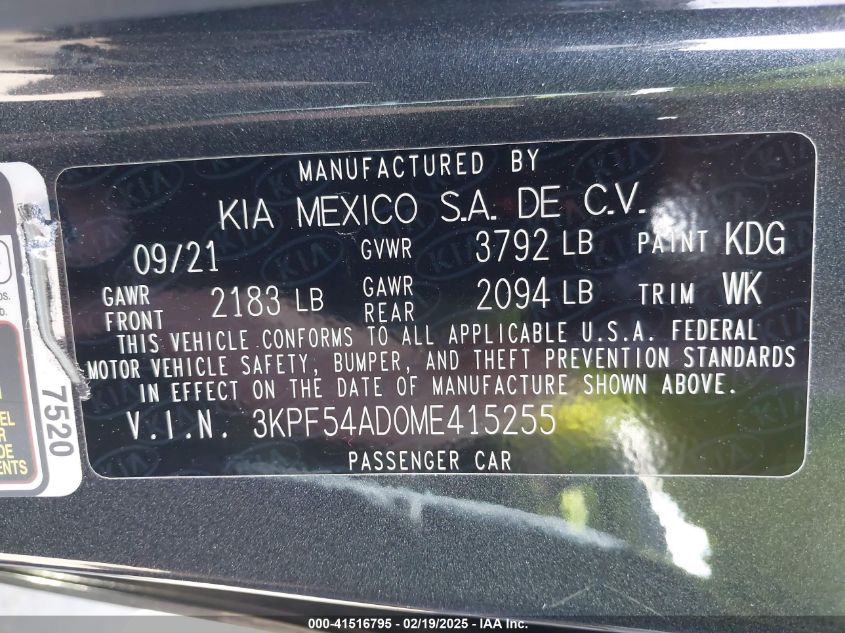 MANUFACTURED BY
KIA MEXICO S.A. DE C.V.
09/21 GVWR 3792 LB PAINT KDG
GAWR FRONT 2183 LB GAWR REAR 2094 LB TRIM WK
THIS VEHICLE CONFORMS TO ALL APPLICABLE U.S.A. FEDERAL
MOTOR VEHICLE SAFETY, BUMPER, AND THEFT PREVENTION STANDARDS
IN EFFECT ON THE DATE OF MANUFACTURE SHOWN ABOVE.
V.I.N. 3KPF54AD0ME415255
PASSENGER CAR
7520
000-41516795 - 02/19/2025 - IAA Inc.